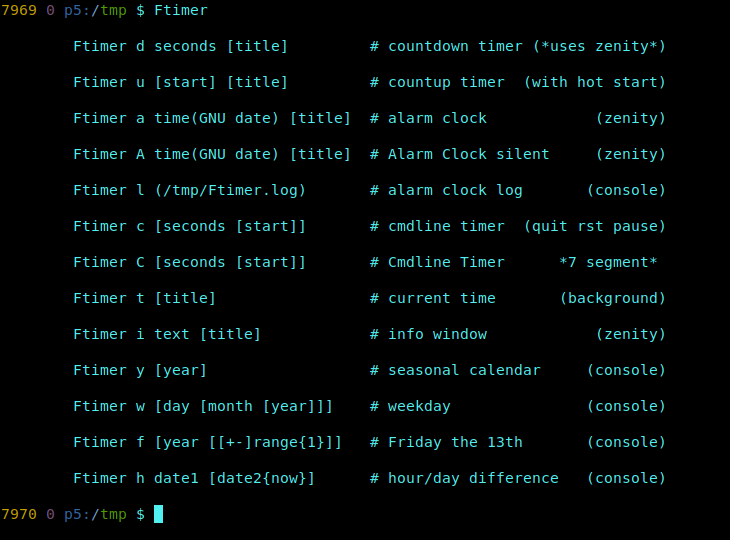 7969 0 p5:/tmp $ Ftimer
Ftimer d seconds [title]         # countdown timer (*uses zenity*)
Ftimer u [start] [title]         # countup timer  (with hot start)
Ftimer a time(GNU date) [title]  # alarm clock            (zenity)
Ftimer A time(GNU date) [title]  # Alarm Clock silent     (zenity)
Ftimer l (/tmp/Ftimer.log)       # alarm clock log       (console)
Ftimer c [seconds [start]]       # cmdline timer  (quit rst pause)
Ftimer C [seconds [start]]       # Cmdline Timer      *7 segment*
Ftimer t [title]                 # current time       (background)
Ftimer i text [title]            # info window            (zenity)
Ftimer y [year]                  # seasonal calendar     (console)
Ftimer w [day [month [year]]]    # weekday               (console)
Ftimer f [year [[+-]range{1}]]   # Friday the 13th       (console)
Ftimer h date1 [date2{now}]      # hour/day difference   (console)
7970 0 p5:/tmp $